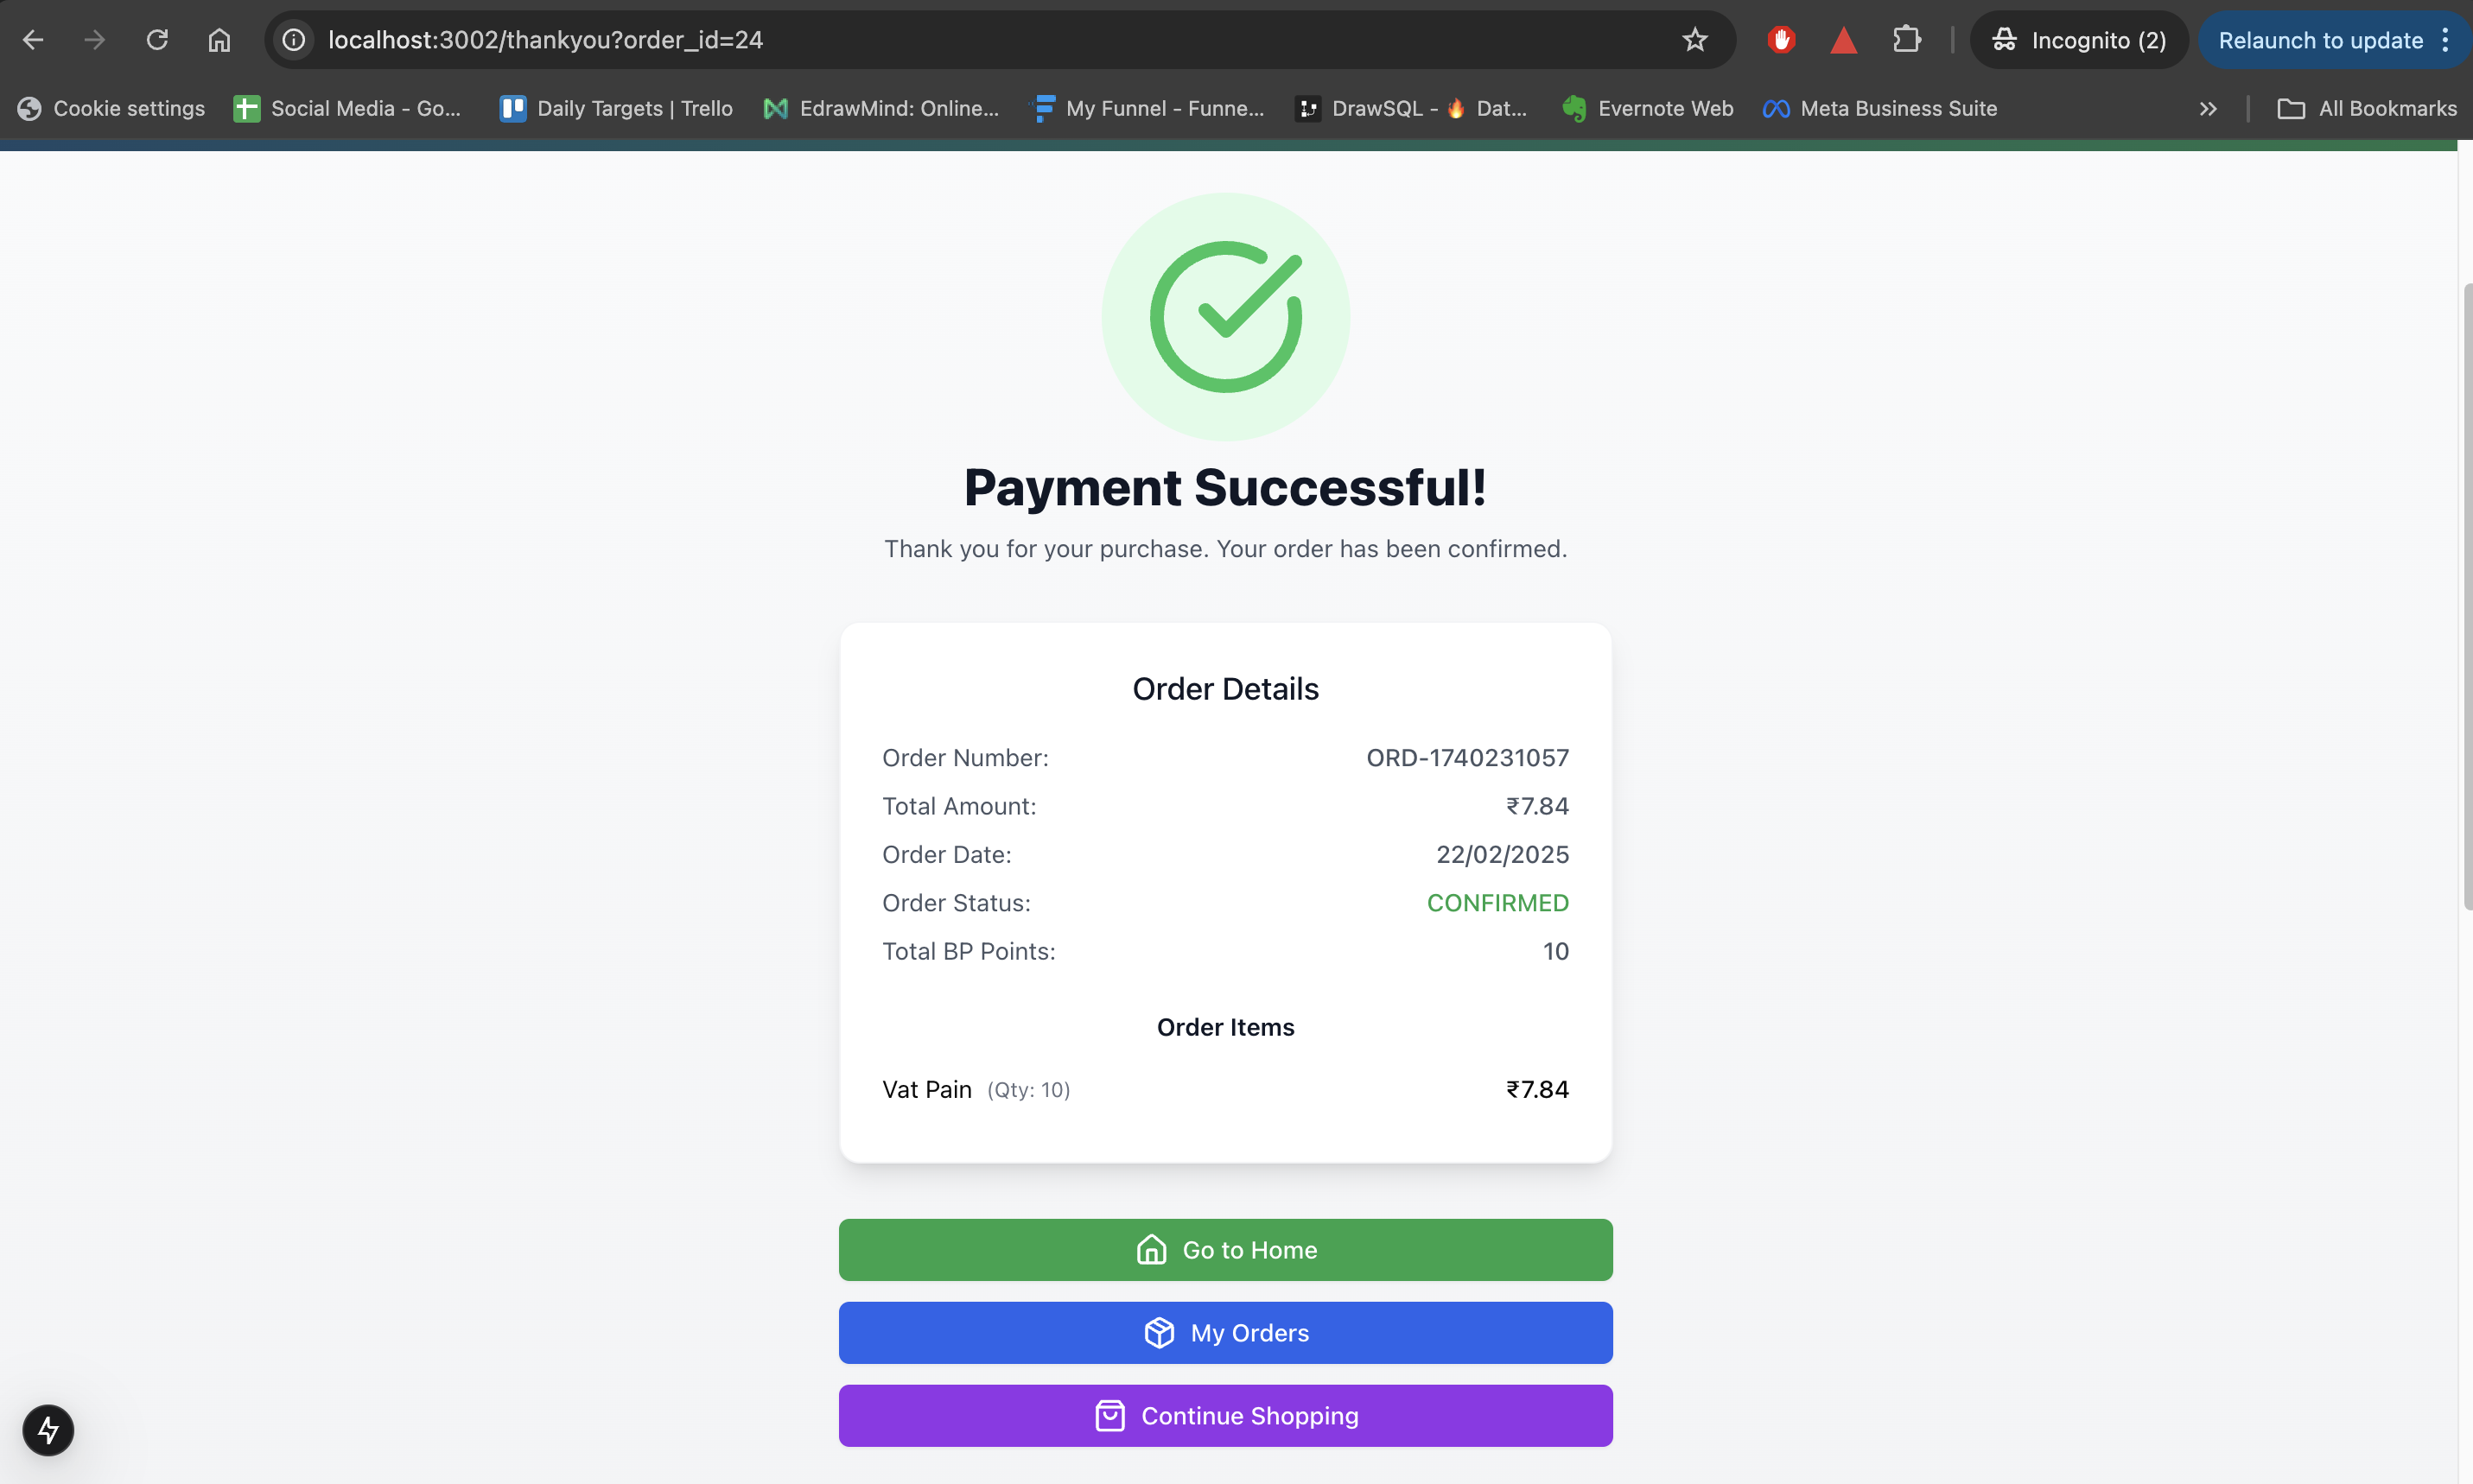 localhost:3002/thankyou?order_id=24
Incognito (2)
Relaunch to update
Cookie settings
Social Media - Go...
Daily Targets | Trello
EdrawMind: Online...
My Funnel - Funne...
DrawSQL - 🔥 Dat...
Evernote Web
Meta Business Suite
All Bookmarks
Payment Successful!
Thank you for your purchase. Your order has been confirmed.
Order Details
Order Number: ORD-1740231057
Total Amount: ₹7.84
Order Date: 22/02/2025
Order Status: CONFIRMED
Total BP Points: 10
Order Items
Vat Pain (Qty: 10) ₹7.84
Go to Home
My Orders
Continue Shopping